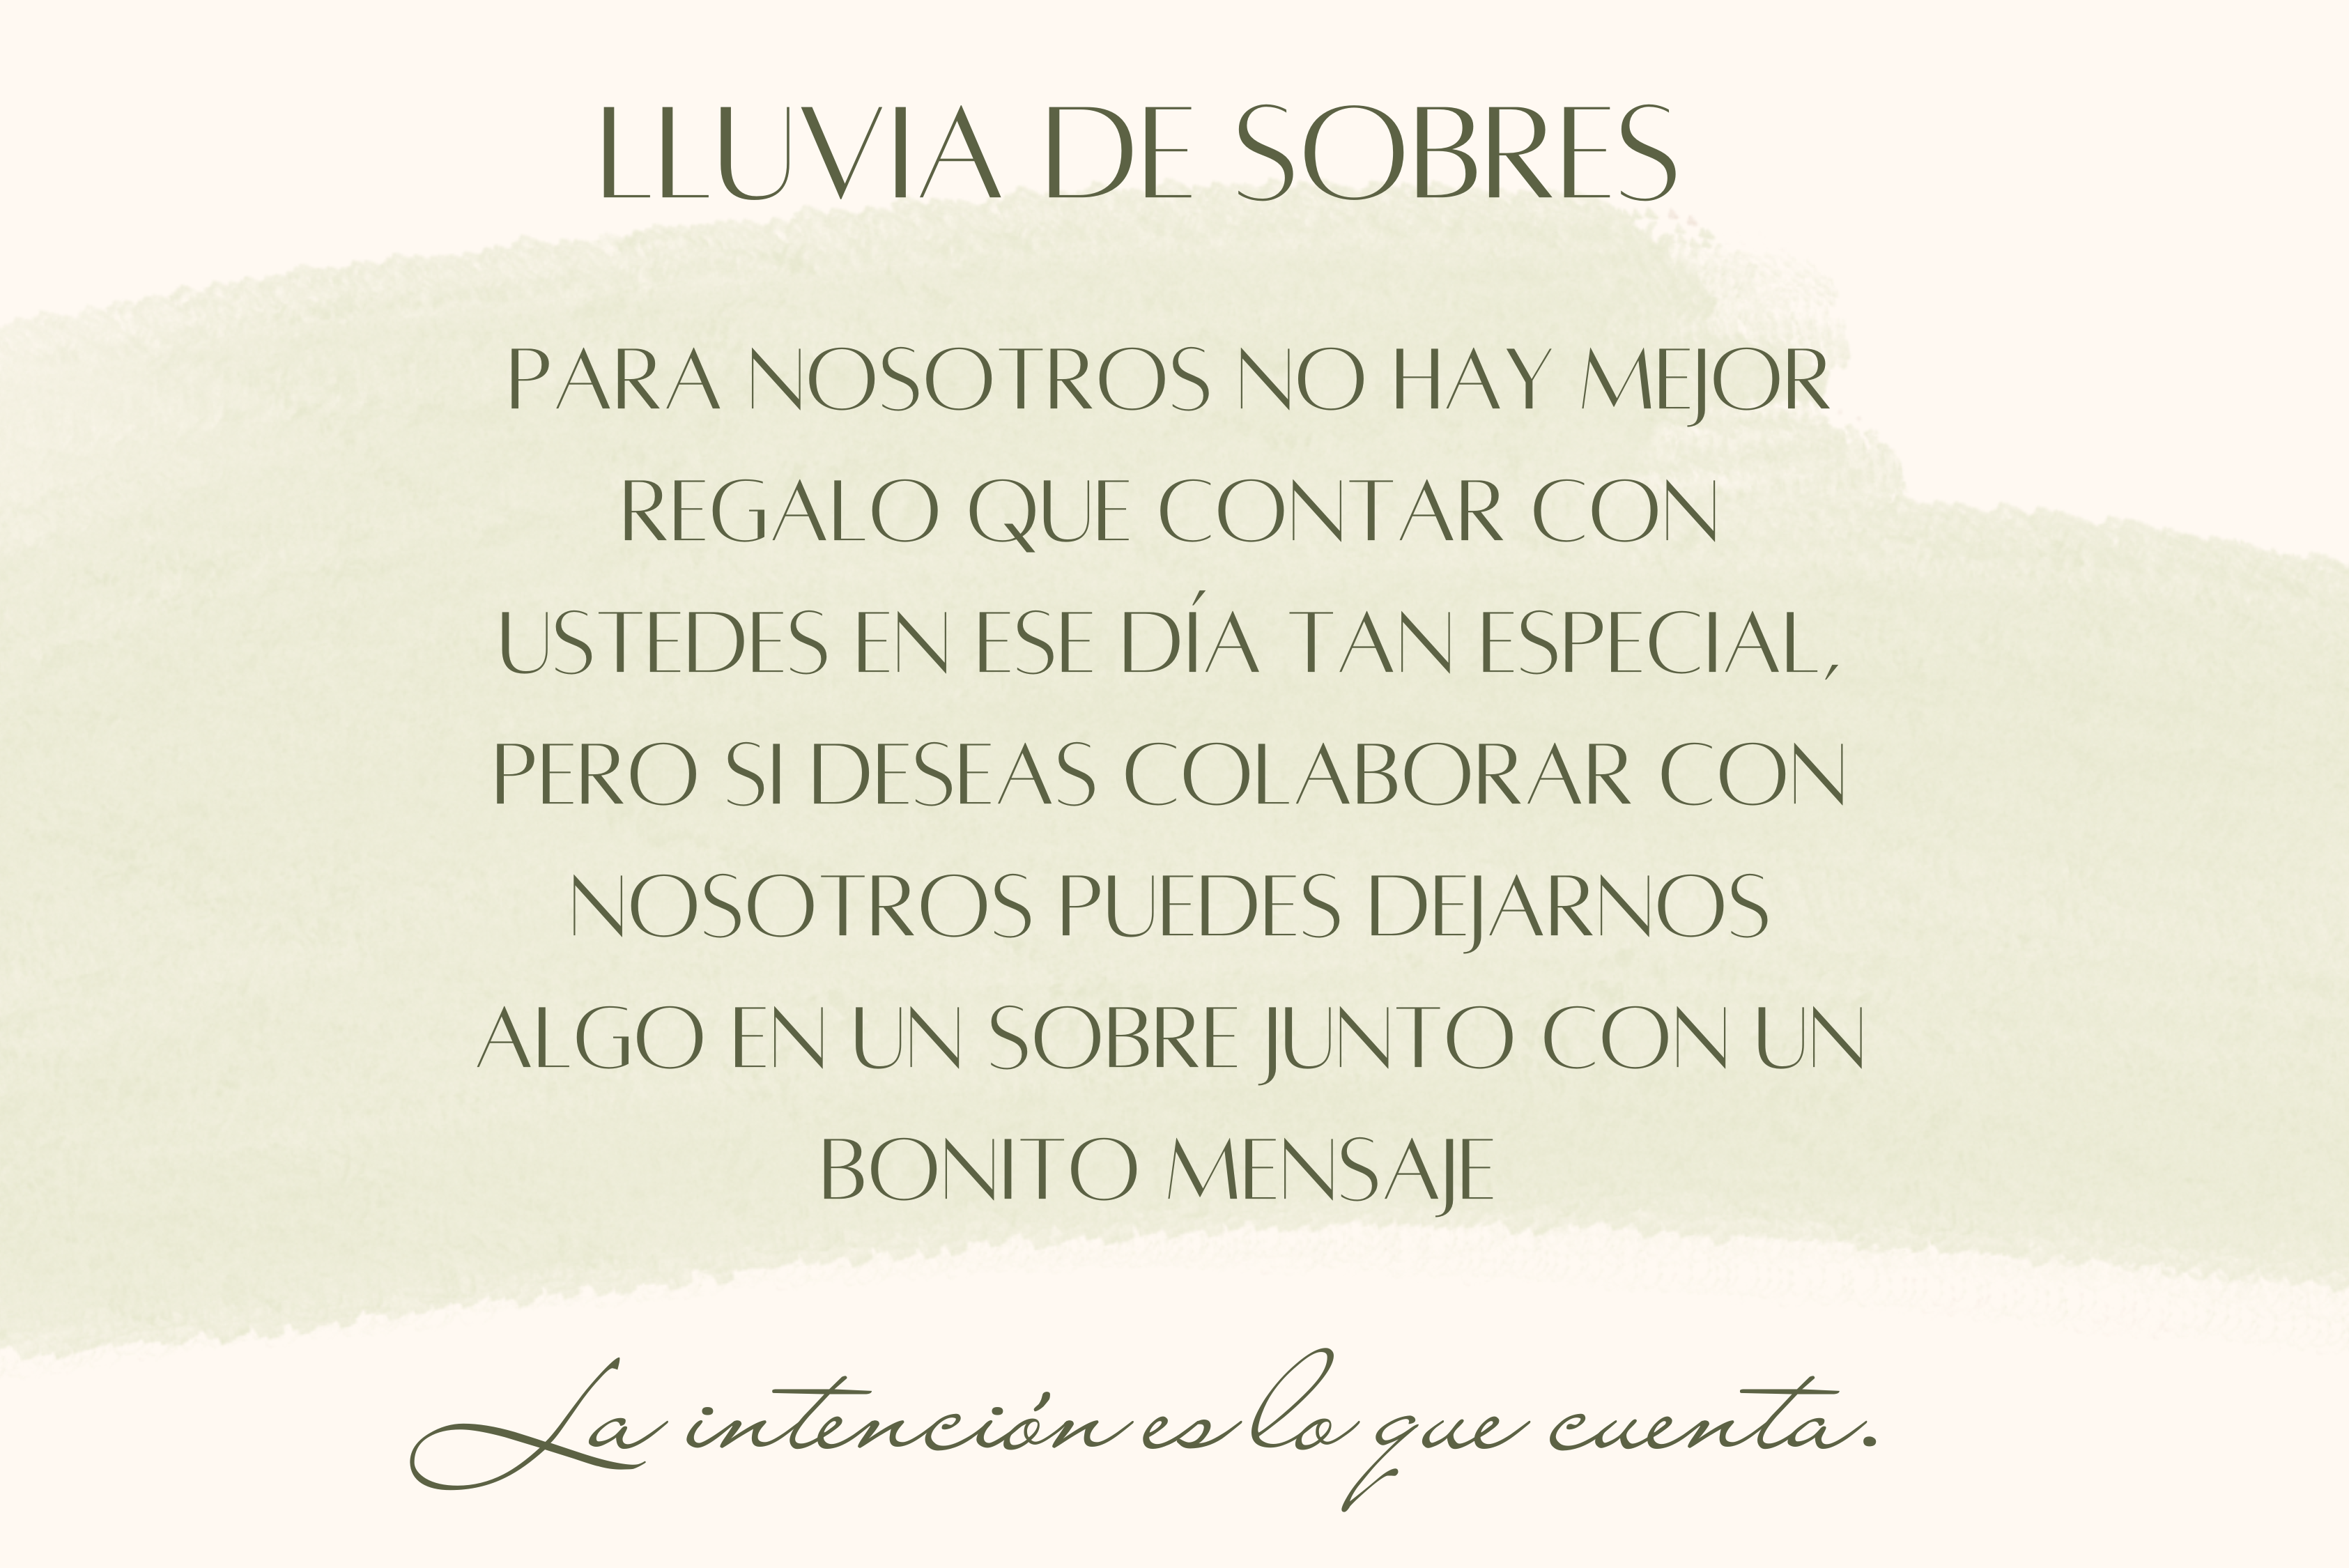 LLUVIA DE SOBRES
PARA NOSOTROS NO HAY MEJOR
REGALO QUE CONTAR CON
USTEDES EN ESE DÍA TAN ESPECIAL,
PERO SI DESEAS COLABORAR CON
NOSOTROS PUEDES DEJARNOS
ALGO EN UN SOBRE JUNTO CON UN
BONITO MENSAJE
La intención es lo que cuenta.